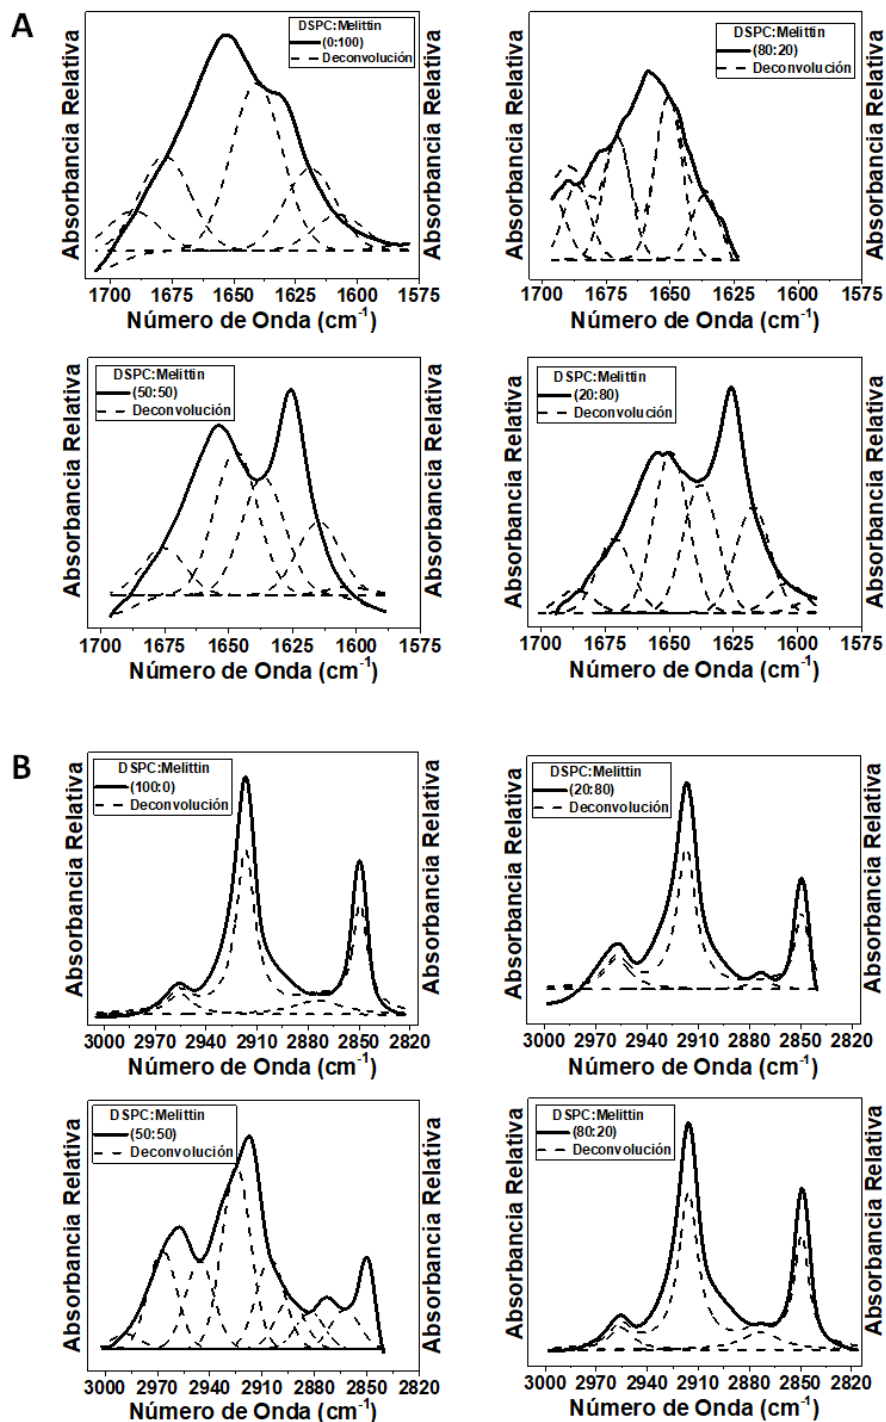 A
Absorbancia Relativa
DSPC:Melittin
(0:100)
Deconvolución
1700 1675 1650 1625 1600 1575
Número de Onda (cm-1)
Absorbancia Relativa
DSPC:Melittin
(80:20)
Deconvolución
1700 1675 1650 1625 1600 1575
Número de Onda (cm-1)
Absorbancia Relativa
Absorbancia Relativa
DSPC:Melittin
(50:50)
Deconvolución
1700 1675 1650 1625 1600 1575
Número de Onda (cm-1)
Absorbancia Relativa
DSPC:Melittin
(20:80)
Deconvolución
1700 1675 1650 1625 1600 1575
Número de Onda (cm-1)
Absorbancia Relativa
B
Absorbancia Relativa
DSPC:Melittin
(100:0)
Deconvolución
3000 2970 2940 2910 2880 2850 2820
Número de Onda (cm-1)
Absorbancia Relativa
Absorbancia Relativa
DSPC:Melittin
(20:80)
Deconvolución
3000 2970 2940 2910 2880 2850 2820
Número de Onda (cm-1)
Absorbancia Relativa
Absorbancia Relativa
DSPC:Melittin
(50:50)
Deconvolución
3000 2970 2940 2910 2880 2850 2820
Número de Onda (cm-1)
Absorbancia Relativa
Absorbancia Relativa
DSPC:Melittin
(80:20)
Deconvolución
3000 2970 2940 2910 2880 2850 2820
Número de Onda (cm-1)
Absorbancia Relativa